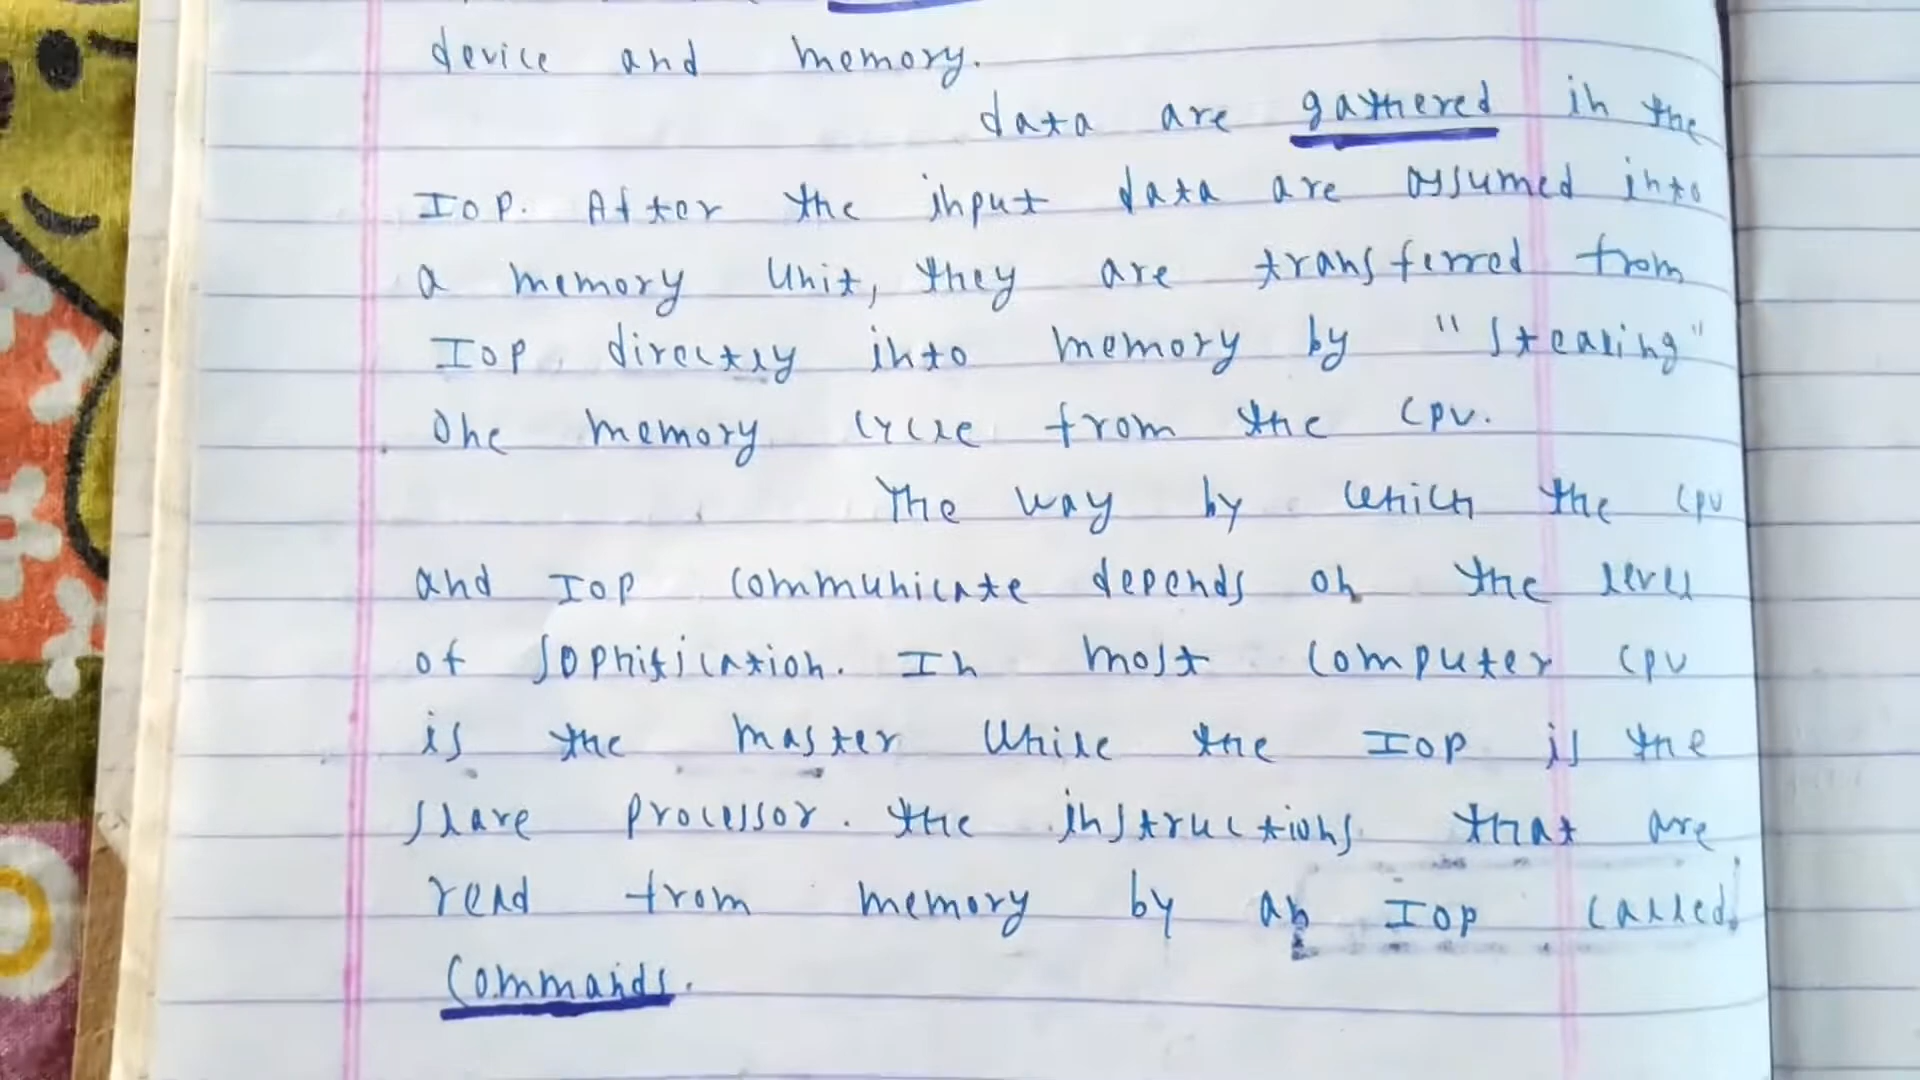 device and memory.
data are gathered in the
IOP. After the input data are assumed into
a memory unit, they are transferred from
IOP directly into memory by "stealing"
One memory cycle from the CPU.
The way by which the CPU
and IOP communicate depends on the level
of sophisication. In most computer CPU
is the master while the IOP is the
slave processor. the instructions that are
read from memory by an IOP called
Commands.